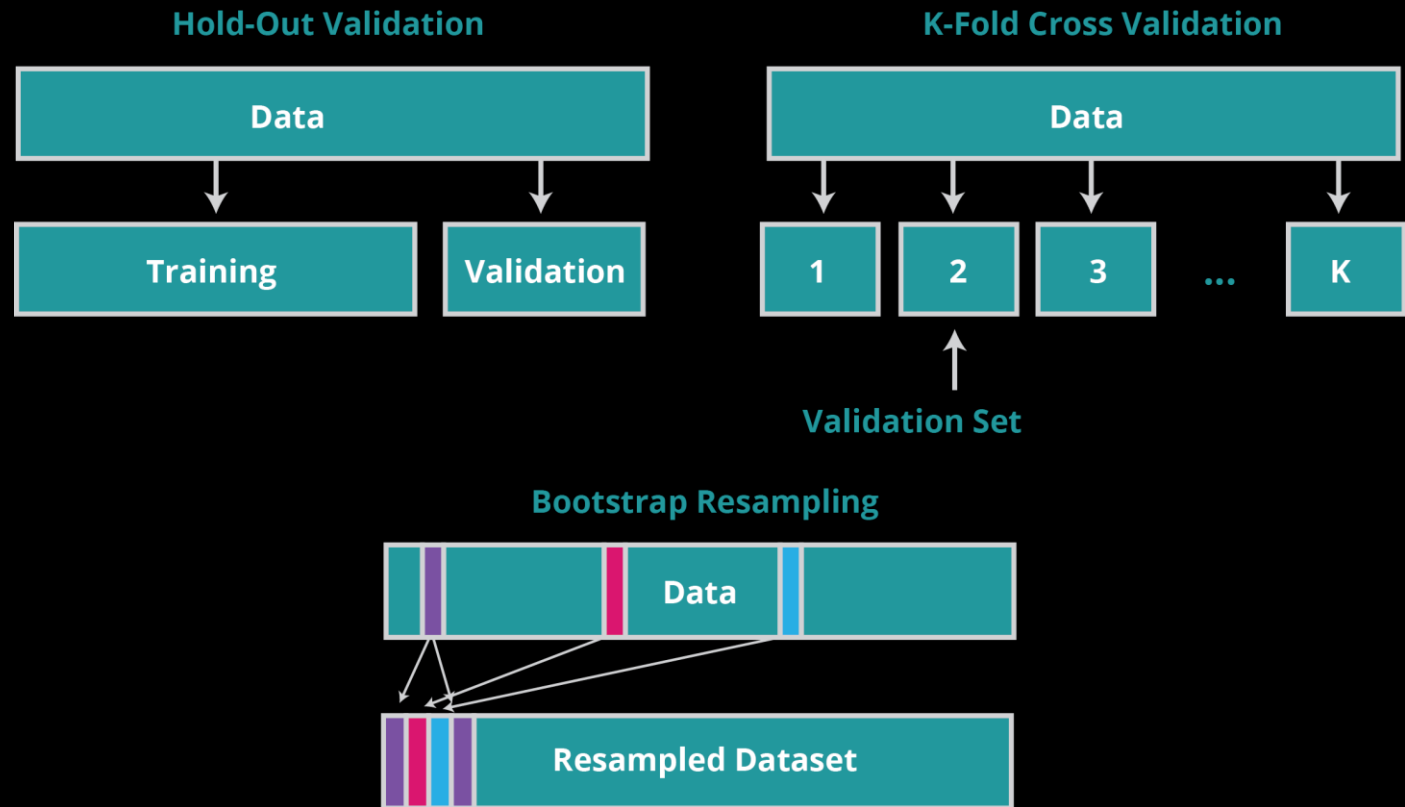 Hold-Out Validation
Data
Training
Validation
K-Fold Cross Validation
Data
1
2
3
...
K
Validation Set
Bootstrap Resampling
Data
Resampled Dataset